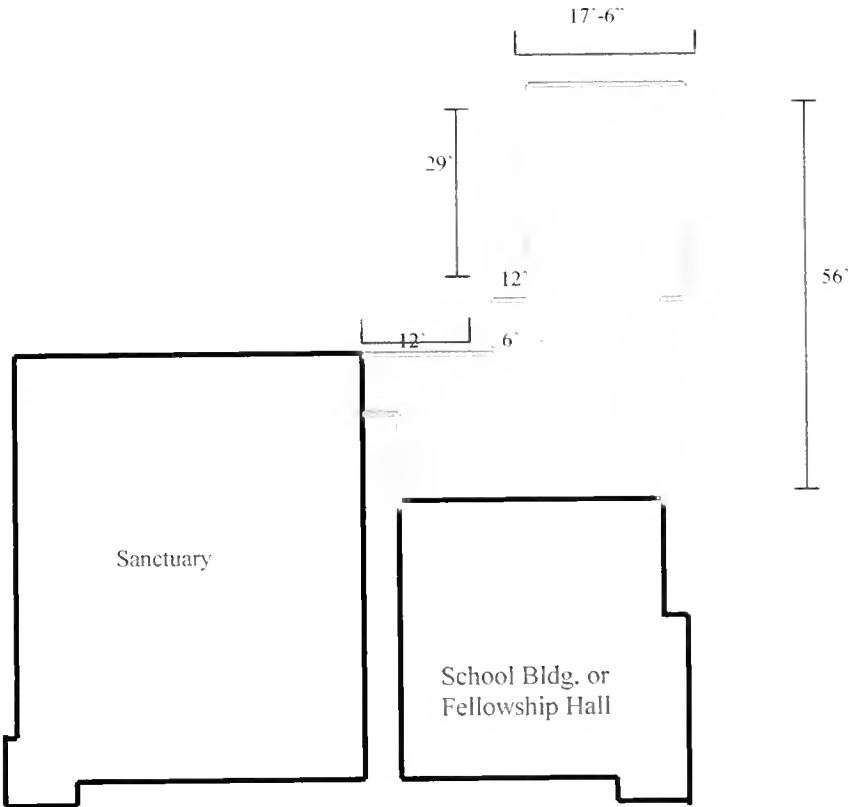 17`-6"
29`
56`
12`
12`
6`
Sanctuary
School Bldg. or
Fellowship Hall